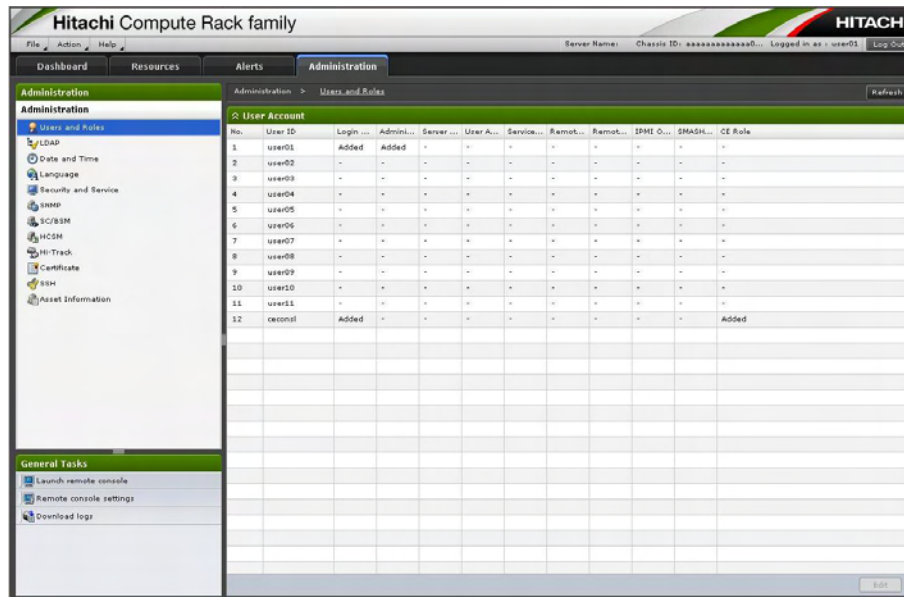 Hitachi Compute Rack family
HITACHI
File Action Help Server Name: Chassis ID: aaaaaaaaaaaaa0... Logged in as : user01 Log Out
Dashboard Resources Alerts Administration
Administration
Administration
Users and Roles
LDAP
Date and Time
Language
Security and Service
SNMP
SC/BSM
HCSM
Hi-Track
Certificate
SSH
Asset Information
General Tasks
Launch remote console
Remote console settings
Download logs
Administration > Users and Roles Refresh
User Account
No. User ID Login ... Admini... Server ... User A... Service... Remot... Remot... IPMI O... SMASH... CE Role
1 user01 Added Added - - - - - - - -
2 user02 - - - - - - - - - -
3 user03 - - - - - - - - - -
4 user04 - - - - - - - - - -
5 user05 - - - - - - - - - -
6 user06 - - - - - - - - - -
7 user07 - - - - - - - - - -
8 user08 - - - - - - - - - -
9 user09 - - - - - - - - - -
10 user10 - - - - - - - - - -
11 user11 - - - - - - - - - -
12 ceconsl Added - - - - - - - - Added
Edit